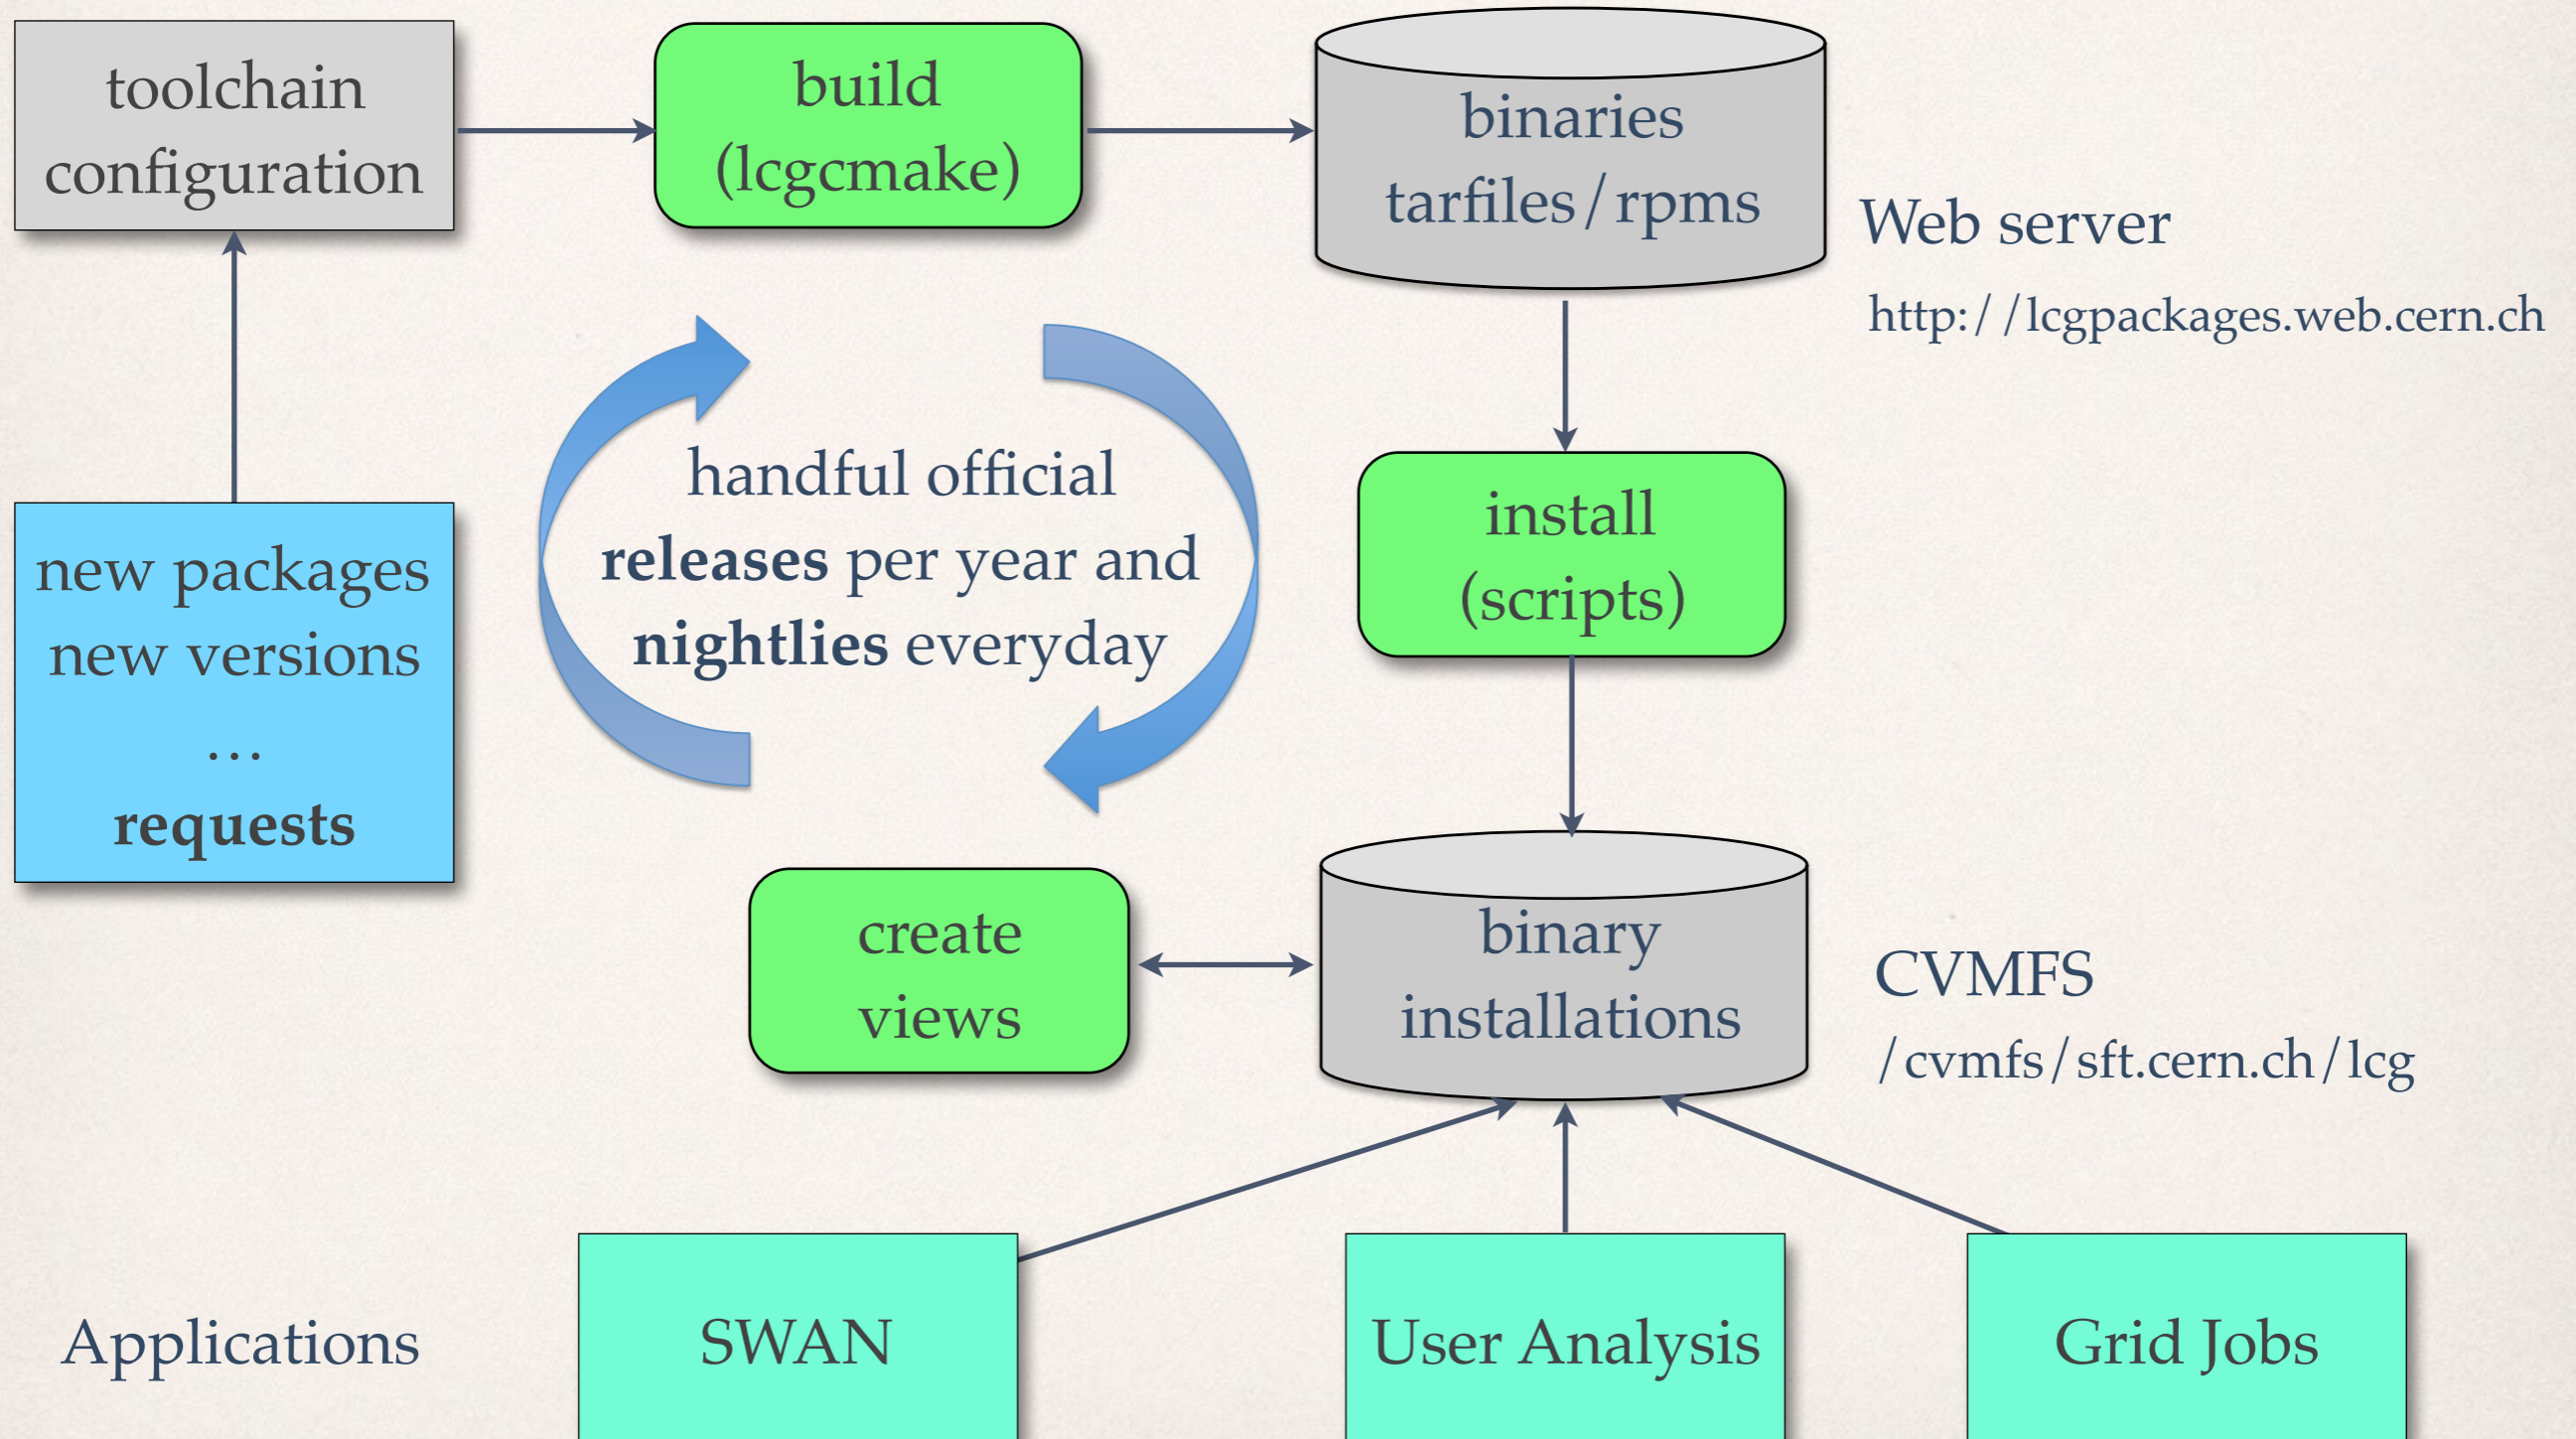 toolchain
configuration
build
(lcgcmake)
binaries
tarfiles/rpms
Web server
http://lcgpackages.web.cern.ch
new packages
new versions
…
requests
handful official
releases per year and
nightlies everyday
install
(scripts)
create
views
binary
installations
CVMFS
/cvmfs/sft.cern.ch/lcg
Applications
SWAN
User Analysis
Grid Jobs